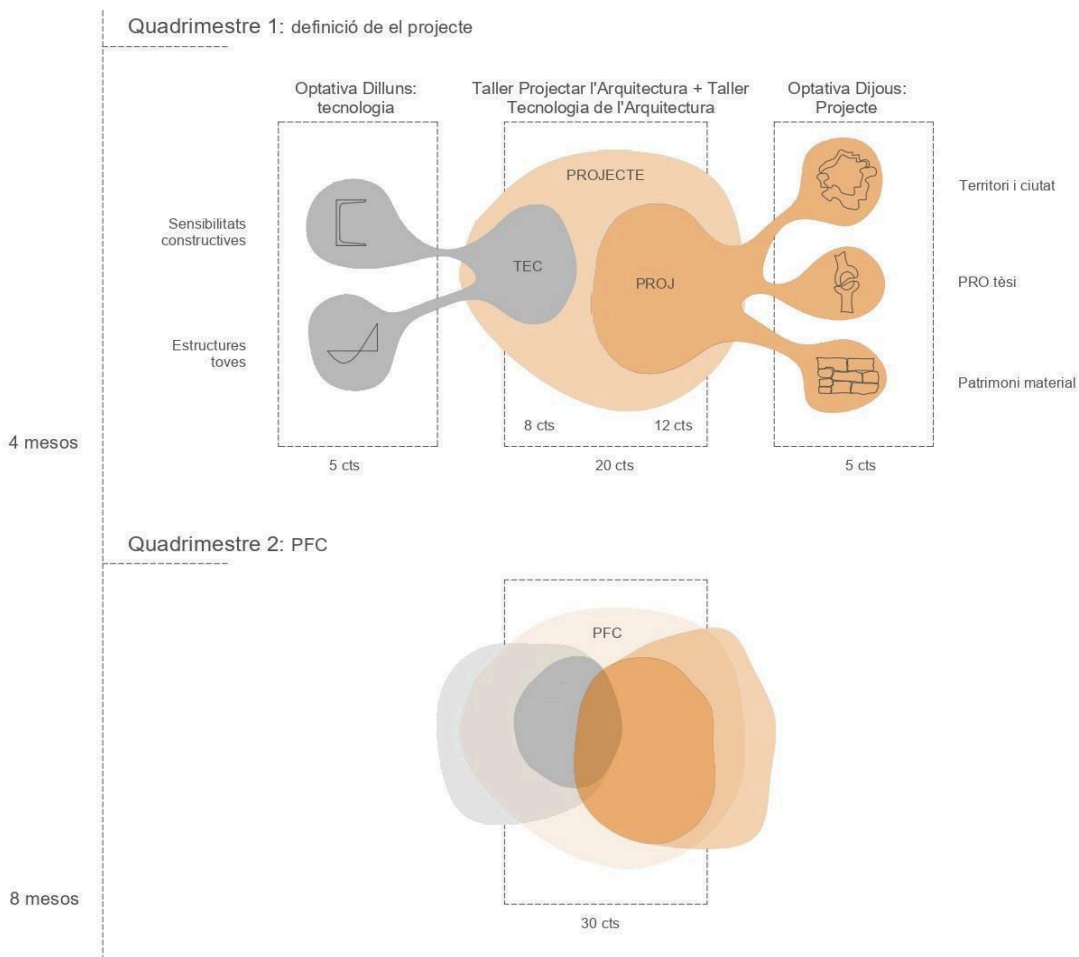 Quadrimestre 1: definició de el projecte
Optativa Dilluns:
tecnologia
Taller Projectar l'Arquitectura + Taller
Tecnologia de l'Arquitectura
Optativa Dijous:
Projecte
PROJECTE
TEC
PROJ
Sensibilitats
constructives
Estructures
toves
Territori i ciutat
PRO tèsi
Patrimoni material
8 cts
12 cts
4 mesos
5 cts
20 cts
5 cts
Quadrimestre 2: PFC
PFC
8 mesos
30 cts